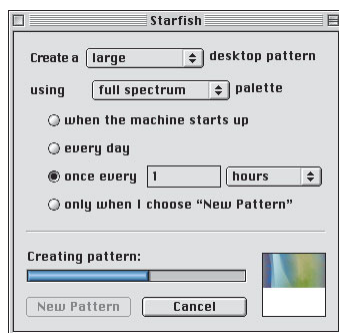 Starfish
Create a large desktop pattern
using full spectrum palette
when the machine starts up
every day
once every 1 hours
only when I choose “New Pattern”
Creating pattern:
New Pattern Cancel